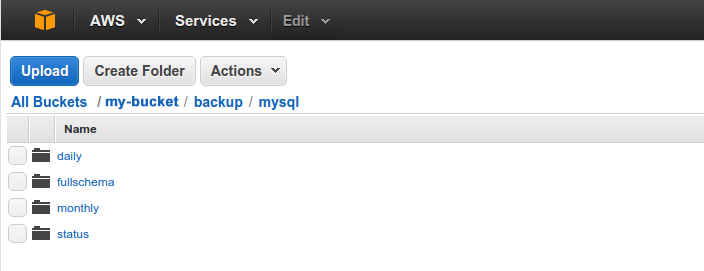 AWS Services Edit
Upload Create Folder Actions
All Buckets / my-bucket / backup / mysql
Name
daily
fullschema
monthly
status